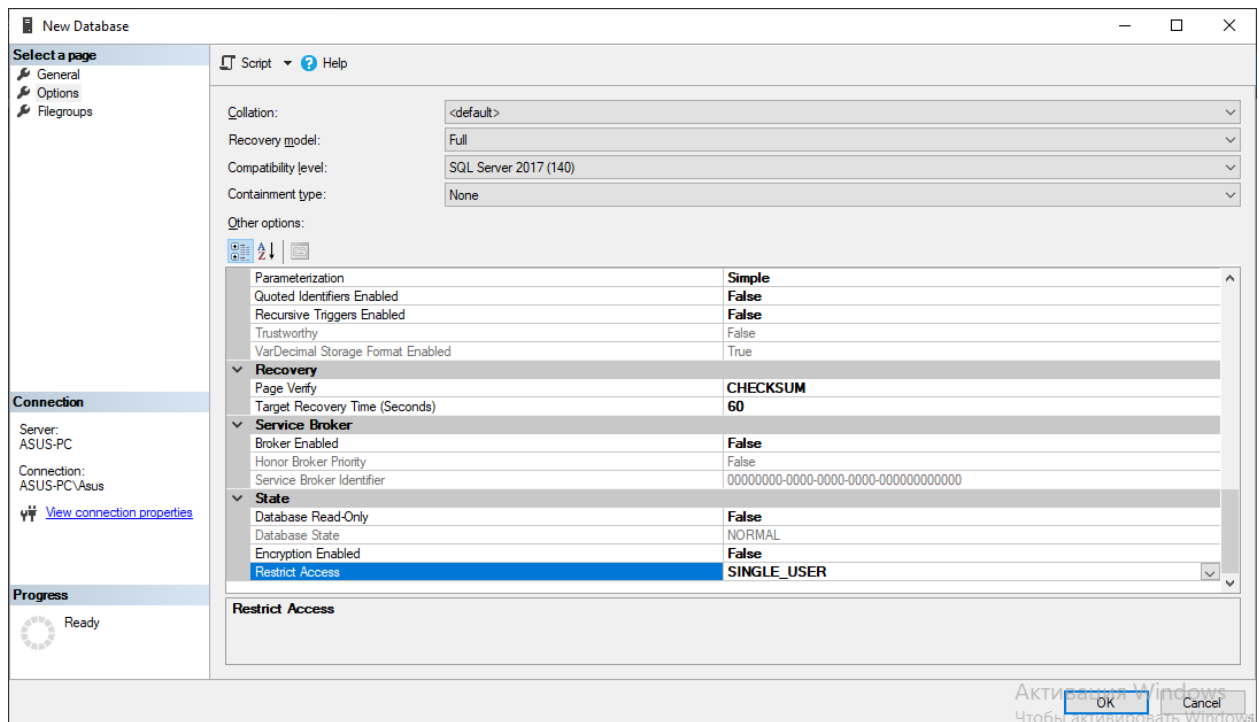 New Database
Select a page
General
Options
Filegroups
Script
Help
Collation: <default>
Recovery model: Full
Compatibility level: SQL Server 2017 (140)
Containment type: None
Other options:
Parameterization Simple
Quoted Identifiers Enabled False
Recursive Triggers Enabled False
Trustworthy False
VarDecimal Storage Format Enabled True
Recovery
Page Verify CHECKSUM
Target Recovery Time (Seconds) 60
Service Broker
Broker Enabled False
Honor Broker Priority False
Service Broker Identifier 00000000-0000-0000-0000-000000000000
State
Database Read-Only False
Database State NORMAL
Encryption Enabled False
Restrict Access SINGLE_USER
Restrict Access
Connection
Server:
ASUS-PC
Connection:
ASUS-PC\Asus
View connection properties
Progress
Ready
Активация Windows
Чтобы активировать Windows
OK
Cancel